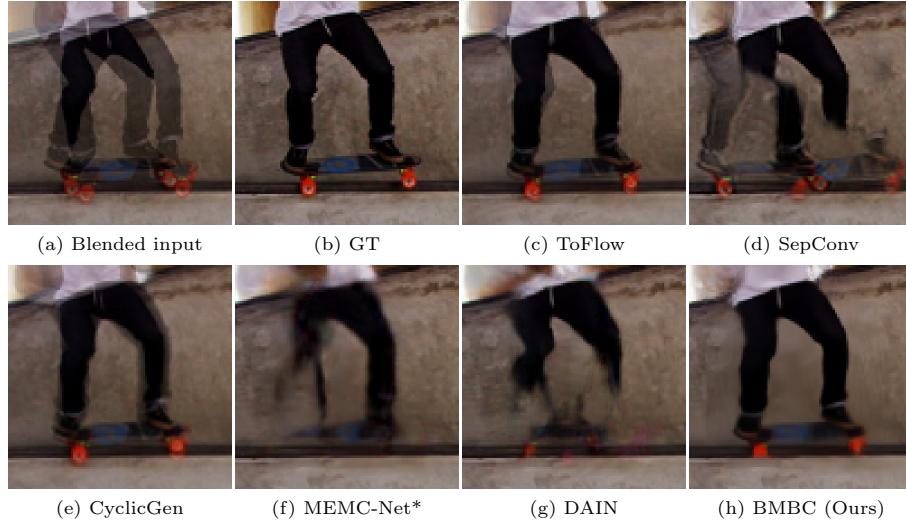 (a) Blended input
(b) GT
(c) ToFlow
(d) SepConv
(e) CyclicGen
(f) MEMC-Net*
(g) DAIN
(h) BMBC (Ours)